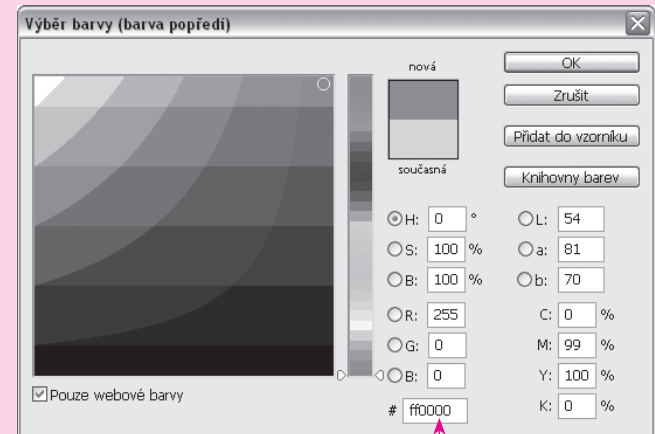 Výběr barvy (barva popředí)
nová
současná
OK
Zrušit
Přidat do vzorníku
Knihovny barev
H: 0 °
S: 100 %
B: 100 %
R: 255
G: 0
B: 0
# ff0000
L: 54
a: 81
b: 70
C: 0 %
M: 99 %
Y: 100 %
K: 0 %
Pouze webové barvy